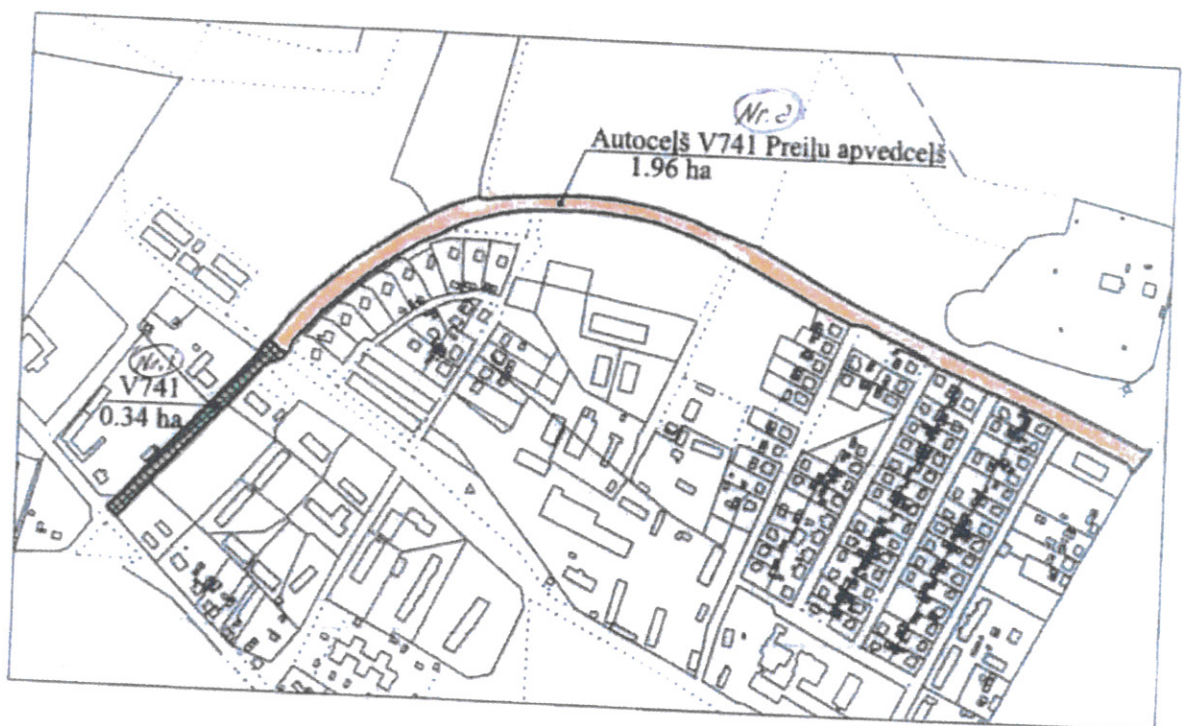 Nr. 2
Autoceļš V741 Preiļu apvedceļš
1.96 ha
Nr. 1
V741
0.34 ha